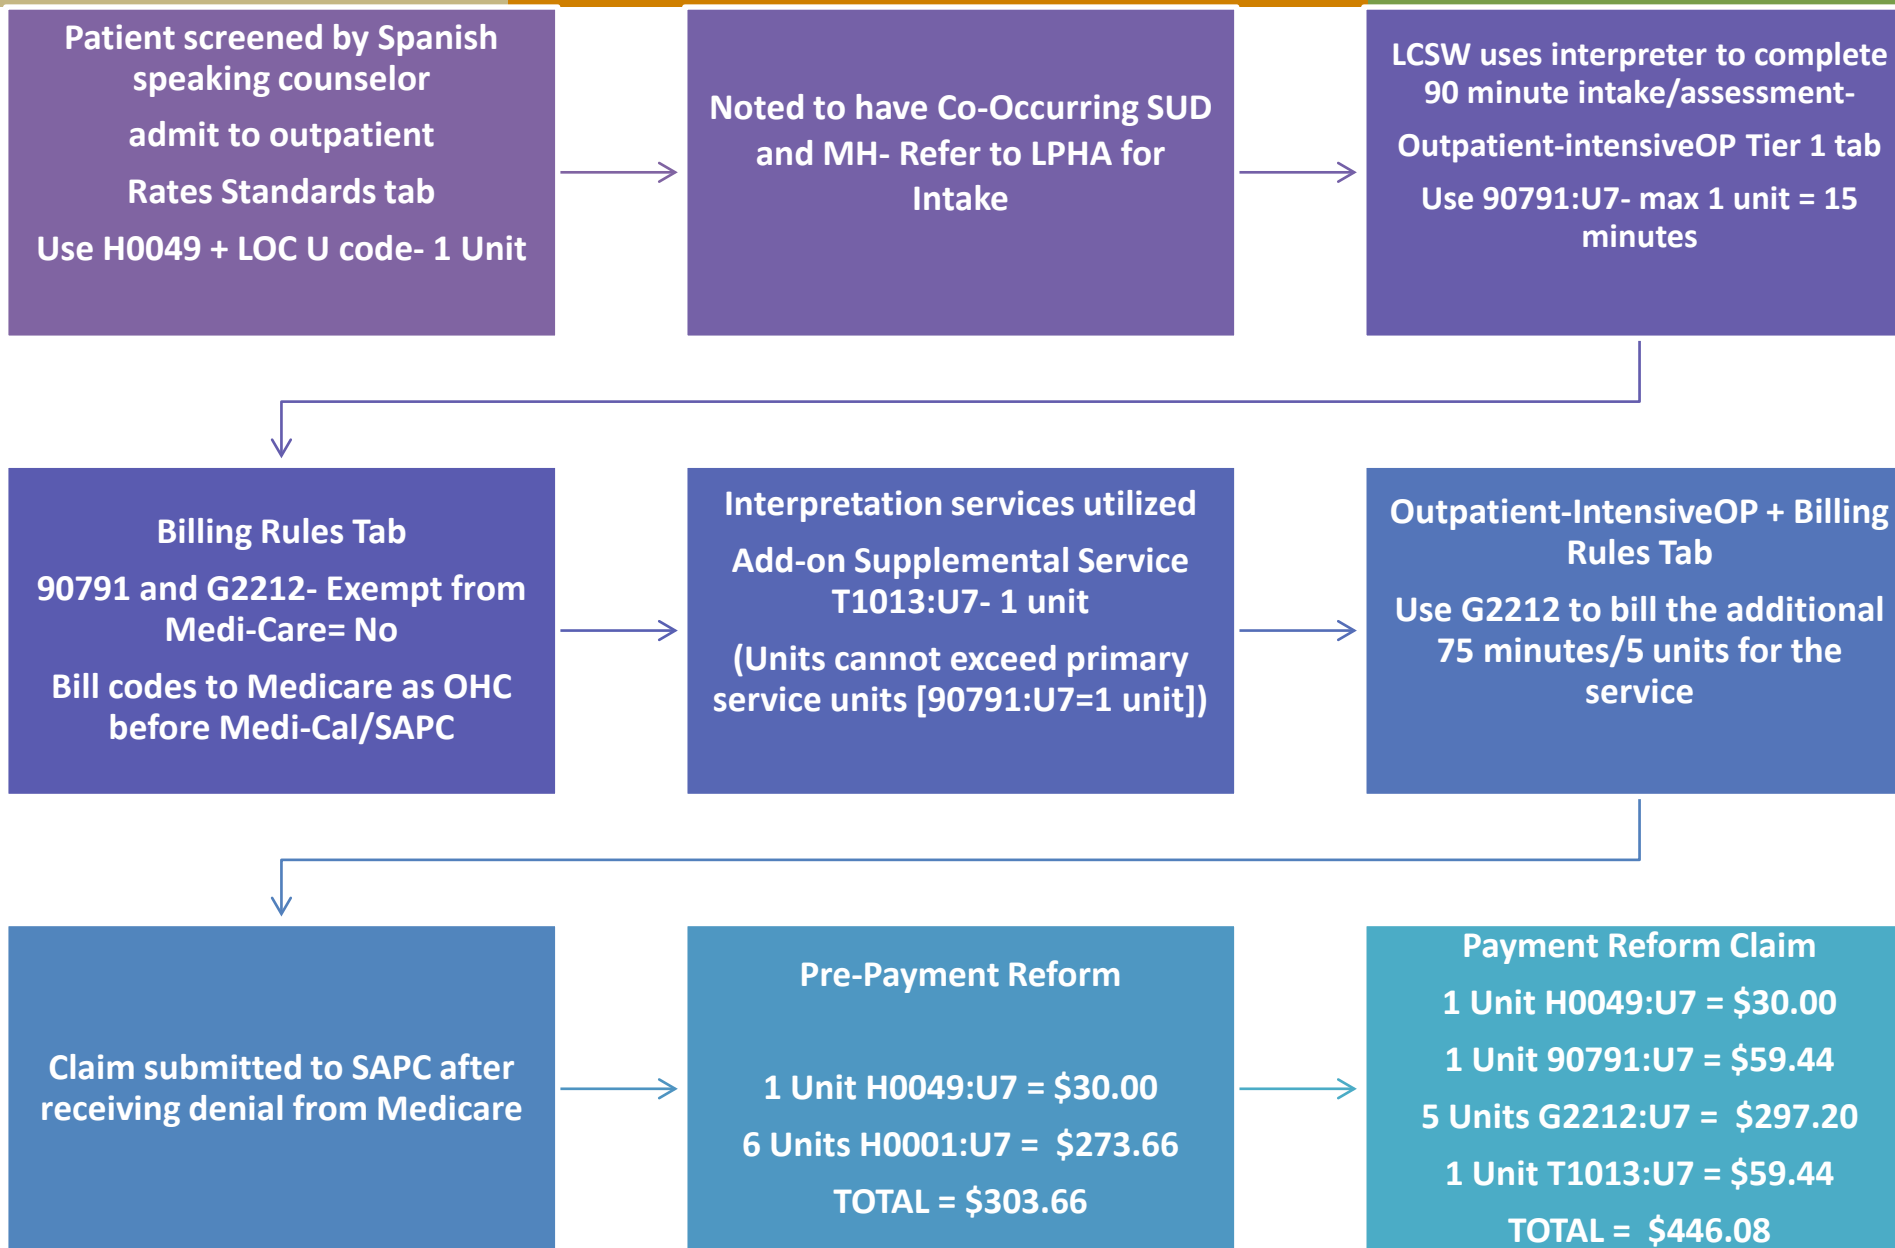 Patient screened by Spanish
speaking counselor
admit to outpatient
Rates Standards tab
Use H0049 + LOC U code- 1 Unit
Noted to have Co-Occurring SUD
and MH- Refer to LPHA for
Intake
LCSW uses interpreter to complete
90 minute intake/assessment-
Outpatient-intensiveOP Tier 1 tab
Use 90791:U7- max 1 unit = 15
minutes
Billing Rules Tab
90791 and G2212- Exempt from
Medi-Care= No
Bill codes to Medicare as OHC
before Medi-Cal/SAPC
Interpretation services utilized
Add-on Supplemental Service
T1013:U7- 1 unit
(Units cannot exceed primary
service units [90791:U7=1 unit])
Outpatient-IntensiveOP + Billing
Rules Tab
Use G2212 to bill the additional
75 minutes/5 units for the
service
Claim submitted to SAPC after
receiving denial from Medicare
Pre-Payment Reform
1 Unit H0049:U7 = $30.00
6 Units H0001:U7 = $273.66
TOTAL = $303.66
Payment Reform Claim
1 Unit H0049:U7 = $30.00
1 Unit 90791:U7 = $59.44
5 Units G2212:U7 = $297.20
1 Unit T1013:U7 = $59.44
TOTAL = $446.08